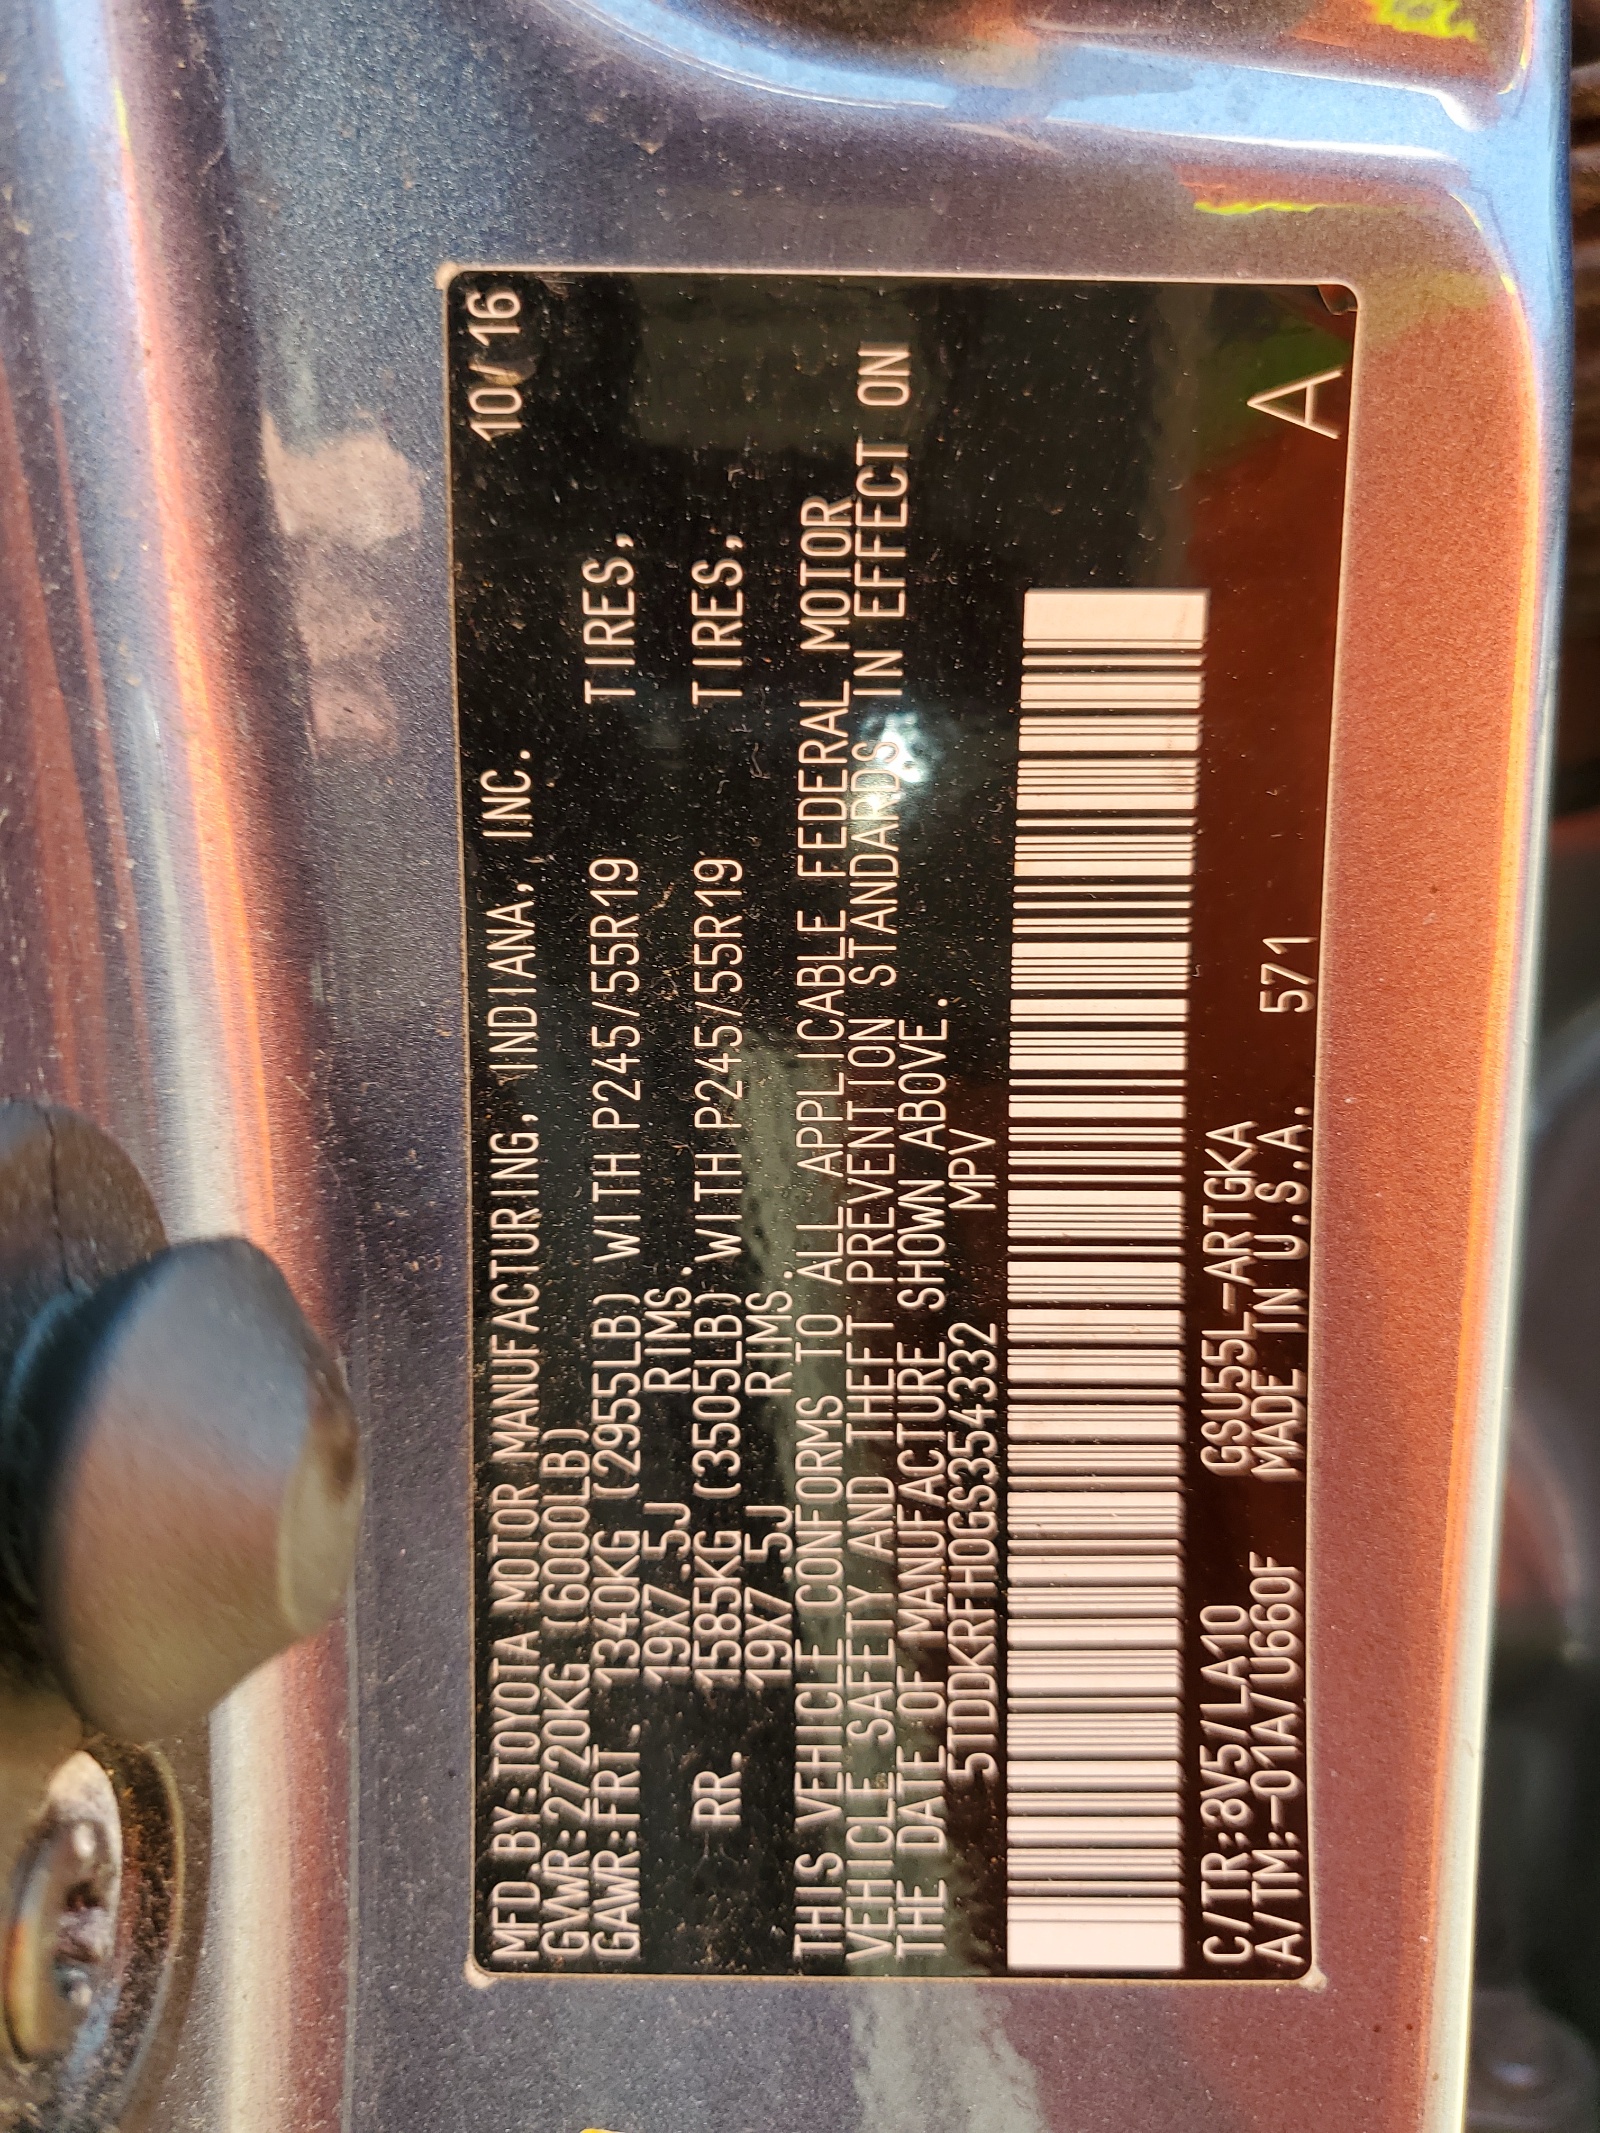 MFD.BY:TOYOTA MOTOR MANUFACTURING, INDIANA, INC. 10/16
GVWR:2720KG (6000LB)
GAWR:FRT. 1340KG (2955LB) WITH P245/55R19 TIRES,
19X7.5J RIMS.
RR. 1585KG (3505LB) WITH P245/55R19 TIRES,
19X7.5J RIMS.
THIS VEHICLE CONFORMS TO ALL APPLICABLE FEDERAL MOTOR
VEHICLE SAFETY AND THEFT PREVENTION STANDARDS IN EFFECT ON
THE DATE OF MANUFACTURE SHOWN ABOVE.
5TDDKRFH0GS354332 MPV
C/TR:8V5/LA10 GSU55L-ARTGKA
A/TM:-01A/U660F MADE IN U.S.A. 571 A